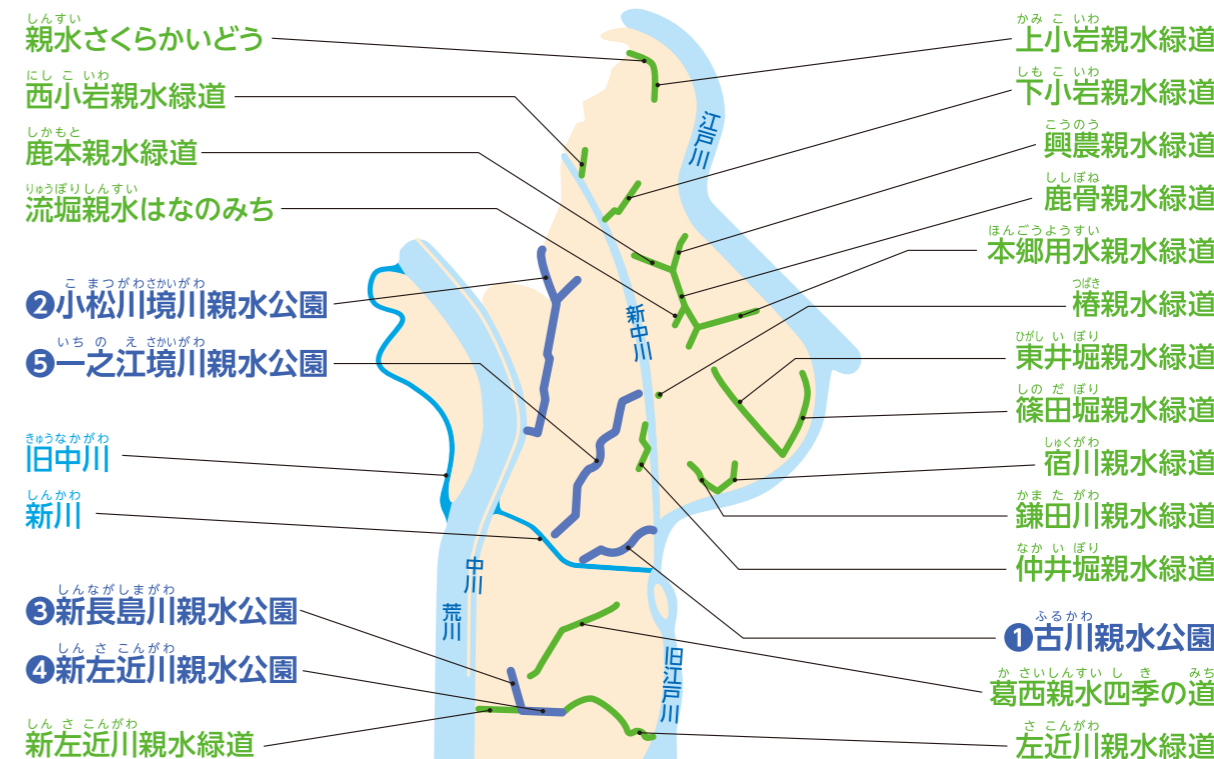 しんすい
親水さくらかいどう
にしこいわ
西小岩親水緑道
しかもと
鹿本親水緑道
りゅうぼりしんすい
流堀親水はなのみち
こまつがわさかいがわ
❷小松川境川親水公園
いちのえさかいがわ
❺一之江境川親水公園
きゅうなかがわ
旧中川
しんかわ
新川
しんながしまがわ
❸新長島川親水公園
しんさこんがわ
❹新左近川親水公園
しんさこんがわ
新左近川親水緑道
江戸川
新中川
中川
荒川
旧江戸川
かみこいわ
上小岩親水緑道
しもこいわ
下小岩親水緑道
こうのう
興農親水緑道
ししぼね
鹿骨親水緑道
ほんごうようすい
本郷用水親水緑道
つばき
椿親水緑道
ひがしいぼり
東井堀親水緑道
しのだぼり
篠田堀親水緑道
しゅくがわ
宿川親水緑道
かまたがわ
鎌田川親水緑道
なかいぼり
仲井堀親水緑道
ふるかわ
❶古川親水公園
かさいしんすいしきのみち
葛西親水四季の道
さこんがわ
左近川親水緑道